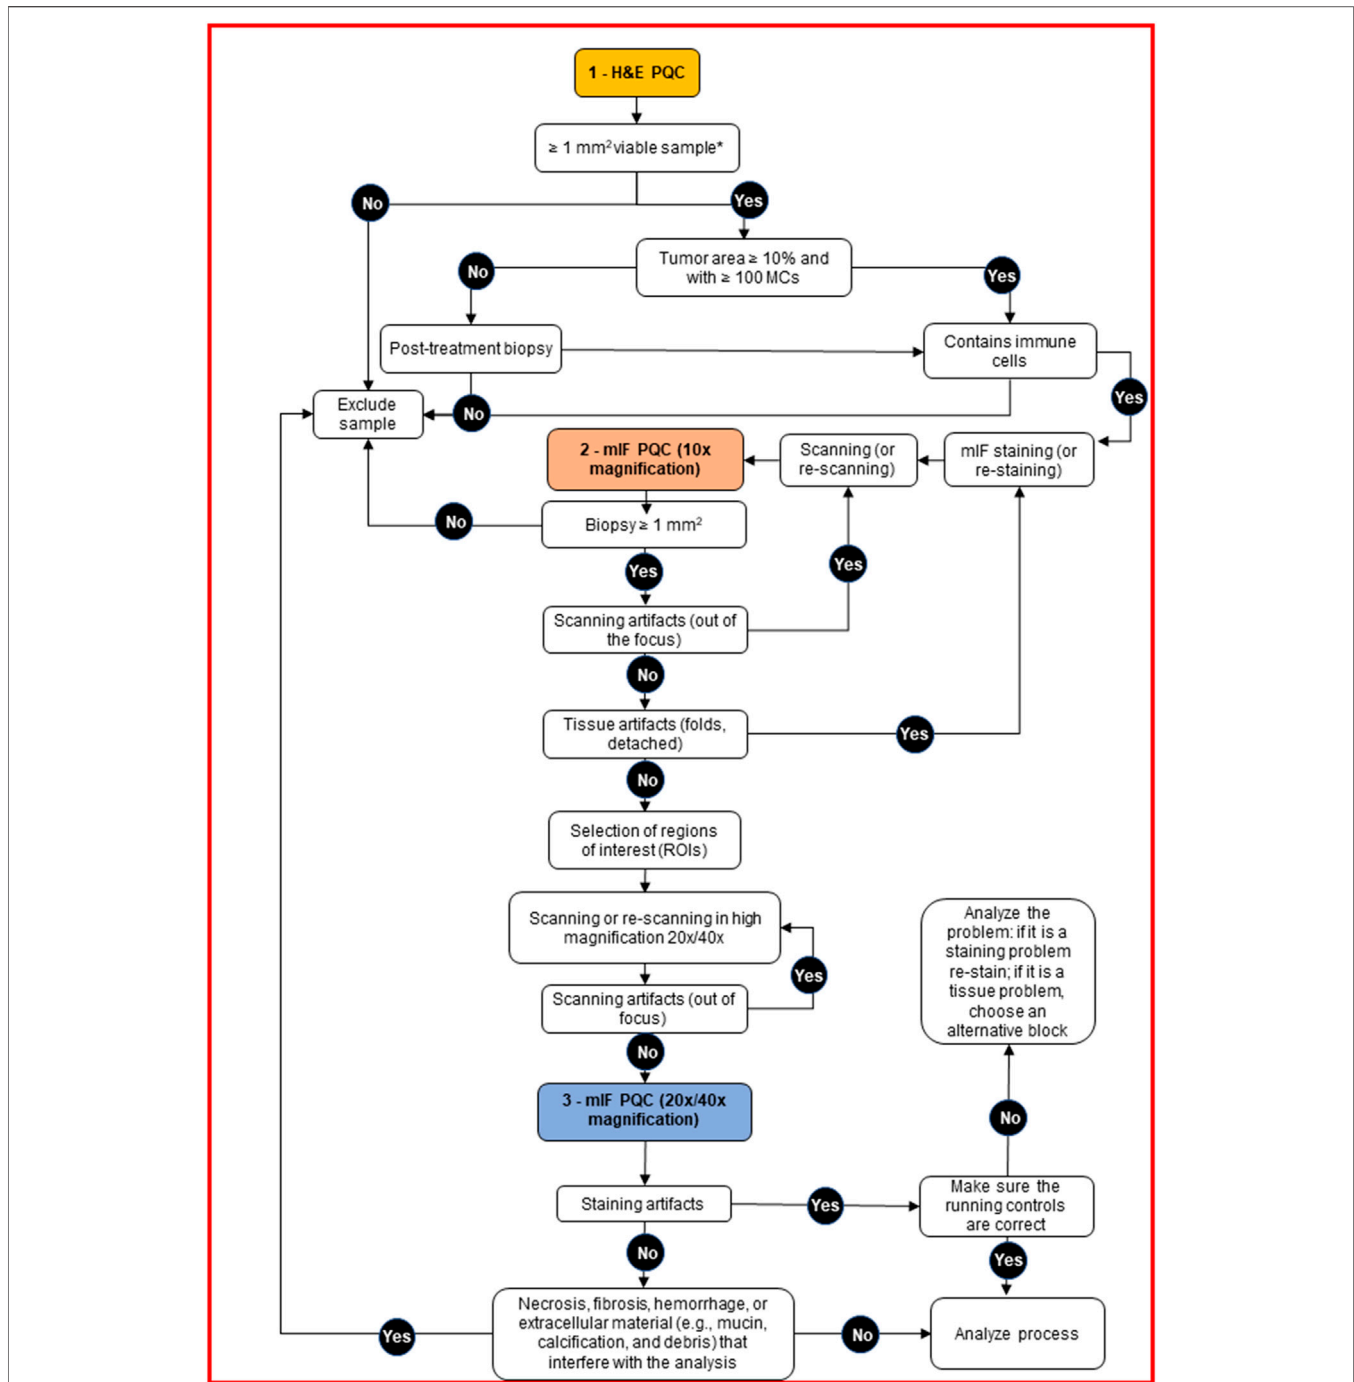 1 - H&E PQC
≥ 1 mm² viable sample*
No
Yes
Tumor area ≥ 10% and
with ≥ 100 MCs
No
Yes
Post-treatment biopsy
Contains immune
cells
Yes
Exclude
sample
No
2 - mIF PQC (10x
magnification)
Scanning (or
re-scanning)
mIF staining (or
re-staining)
No
Biopsy ≥ 1 mm²
Yes
Yes
Scanning artifacts (out of
the focus)
No
Tissue artifacts (folds,
detached)
Yes
No
Selection of regions
of interest (ROIs)
Scanning or re-scanning in high
magnification 20x/40x
Yes
Scanning artifacts (out of
focus)
No
Analyze the
problem: if it is a
staining problem
re-stain; if it is a
tissue problem,
choose an
alternative block
3 - mIF PQC (20x/40x
magnification)
No
Staining artifacts
Yes
Make sure the
running controls
are correct
No
Yes
Necrosis, fibrosis, hemorrhage, or
extracellular material (e.g., mucin,
calcification, and debris) that
interfere with the analysis
Yes
No
Analyze process